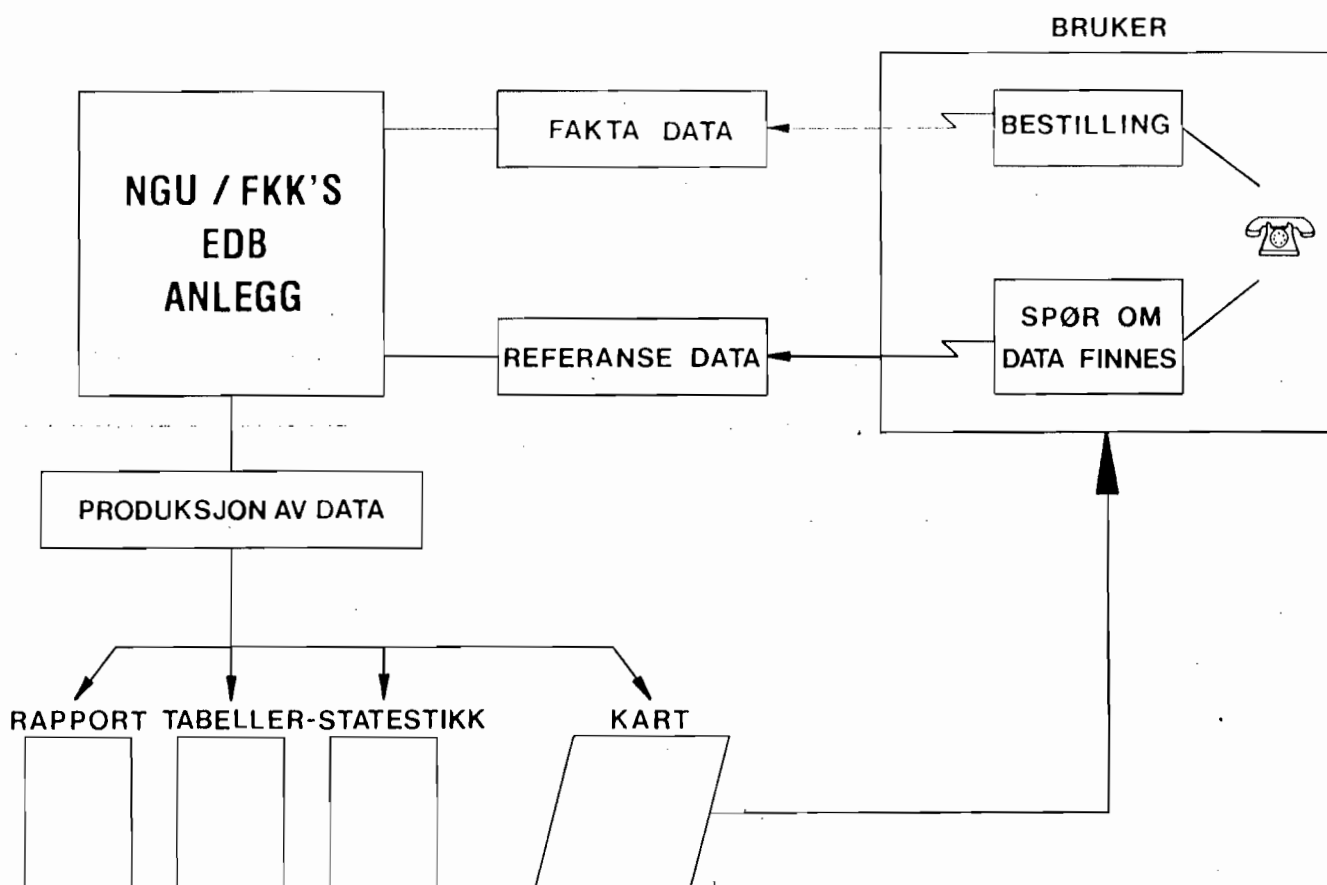 BRUKER
NGU / FKK'S
EDB
ANLEGG
FAKTA DATA
BESTILLING
REFERANSE DATA
SPØR OM
DATA FINNES
PRODUKSJON AV DATA
RAPPORT TABELLER-STATESTIKK KART